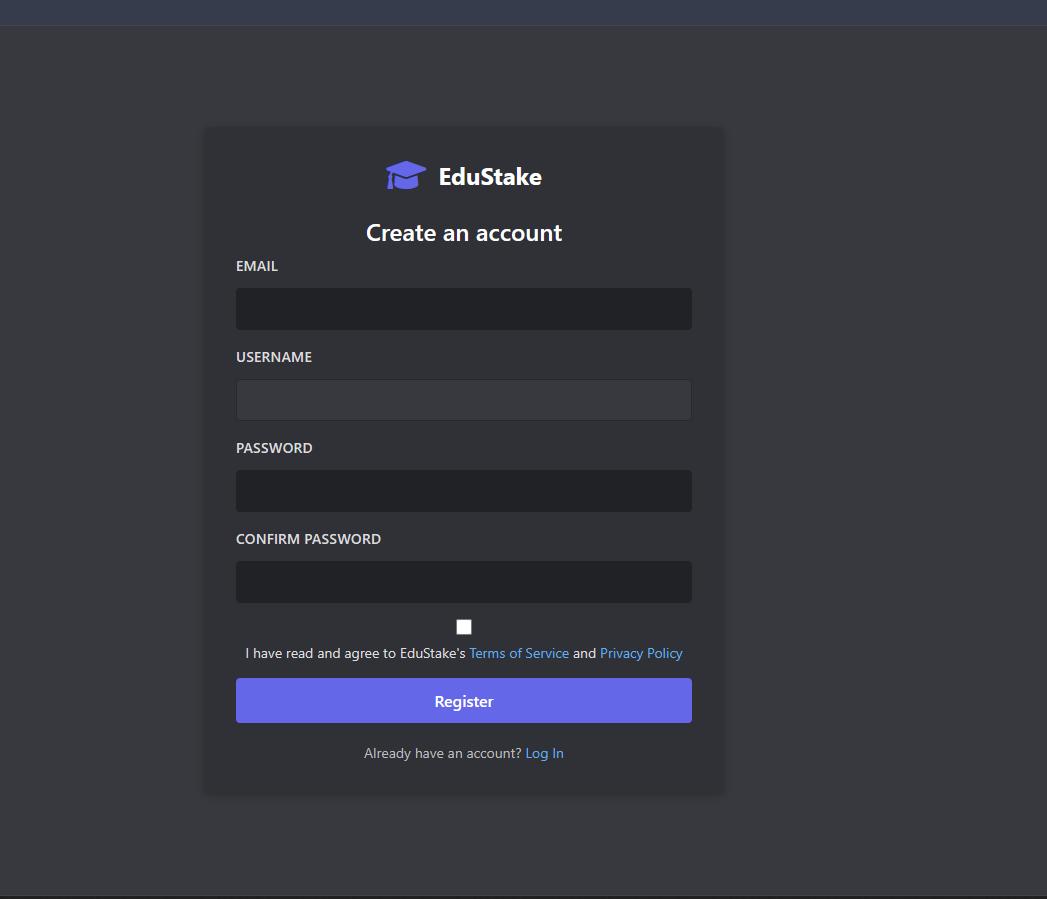 EduStake
Create an account
EMAIL
USERNAME
PASSWORD
CONFIRM PASSWORD
I have read and agree to EduStake's Terms of Service and Privacy Policy
Register
Already have an account? Log In